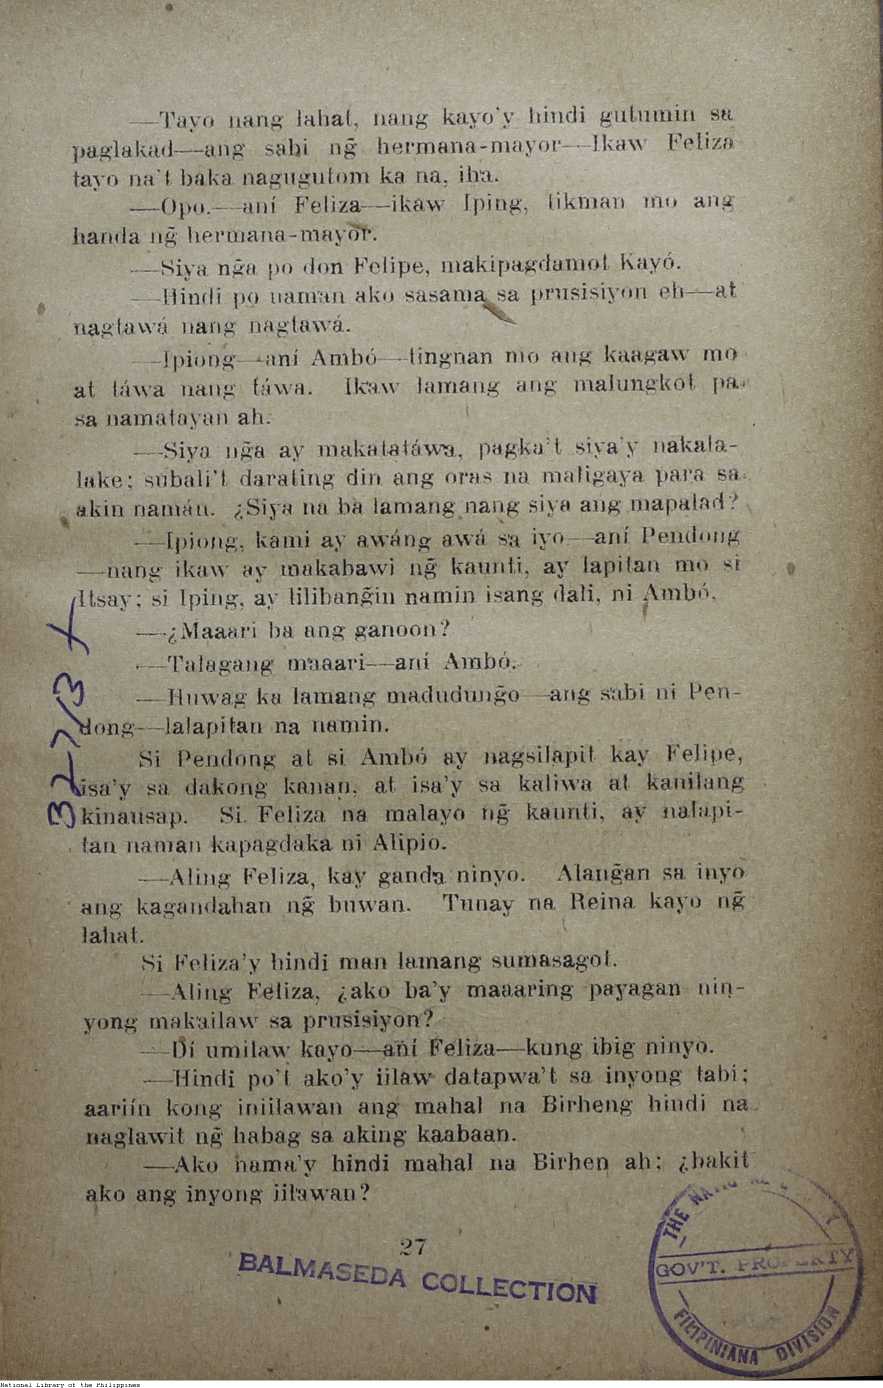 —Tayo nang lahat, nang kayo'y hindi gutumin sa
paglakad—ang sabi ng̃ hermana-mayor—Ikaw Feliza
tayo na't baka nagugutom ka na, iha.
—Opo.—aní Feliza—ikaw Iping, tikman mo ang
handa ng̃ hermana-mayor.
—Siya ng̃a po don Felipe, makipagdamot Kayó.
—Hindi po naman ako sasama sa prusisiyon eh—at
nagtawá nang nagtawá.
—Ipiong—aní Ambó—tingnan mo ang kaagaw mo
at táwa nang táwa. Ikaw lamang ang malungkot pa
sa namatayan ah.
—Siya ng̃a ay makatatáwa, pagka't siya'y nakata-
lake; subali't darating din ang oras na maligaya para sa
akin namán. ¿Siya na ba lamang nang siya ang mapalad?
—Ipiong, kami ay awáng awá sa iyo—aní Pendong
—nang ikaw ay makabawi ng̃ kaunti, ay lapitan mo si
Itsay; si Iping, ay lilibang̃in namin isang dali, ni Ambó.
—¿Maaari ba ang ganoon?
—Talagang maaari—aní Ambó.
—Huwag ka lamang madudung̃o—ang sabi ni Pen-
dong—lalapitan na namin.
Si Pendong at si Ambó ay nagsilapit kay Felipe,
isa'y sa dakong kanan, at isa'y sa kaliwa at kanilang
kinausap. Si Feliza na malayo ng̃ kaunti, ay nalapi-
tan naman kapagdaka ni Alipio.
—Aling Feliza, kay ganda ninyo. Alang̃an sa inyo
ang kagandahan ng̃ buwan. Tunay na Reina kayo ng̃
lahat.
Si Feliza'y hindi man lamang sumasagot.
—Aling Feliza, ¿ako ba'y maaaring payagan nin-
yong makailaw sa prusisiyon?
—Dí umilaw kayo—aní Feliza—kung ibig ninyo.
—Hindi po't ako'y iilaw datapwa't sa inyong tabi;
aariín kong iniilawan ang mahal na Birheng hindi na
naglawit ng̃ habag sa aking kaabaan.
—Ako nama'y hindi mahal na Birhen ah; ¿bakit
ako ang inyong iilawan?
27
BALMASEDA COLLECTION
THE
GOV'T. PROPERTY
FILIPINIANA DIVISION
National Library of the Philippines